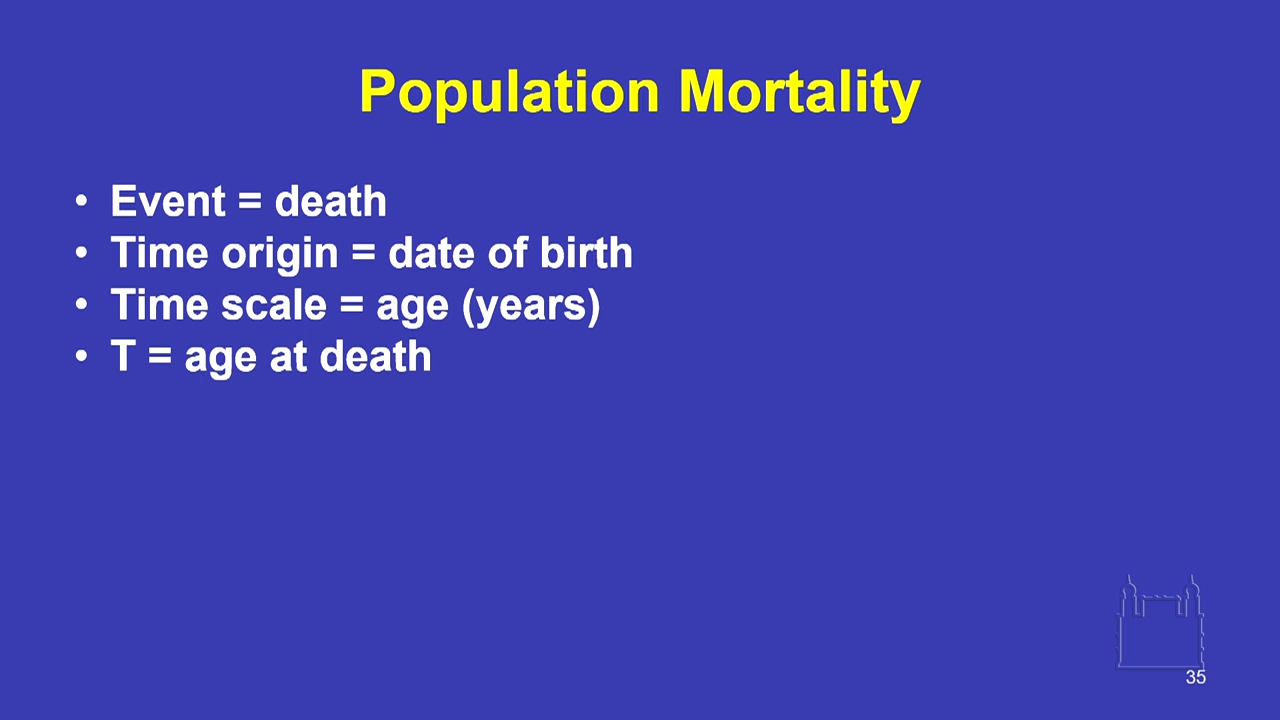 Population Mortality
• Event = death
• Time origin = date of birth
• Time scale = age (years)
• T = age at death
35